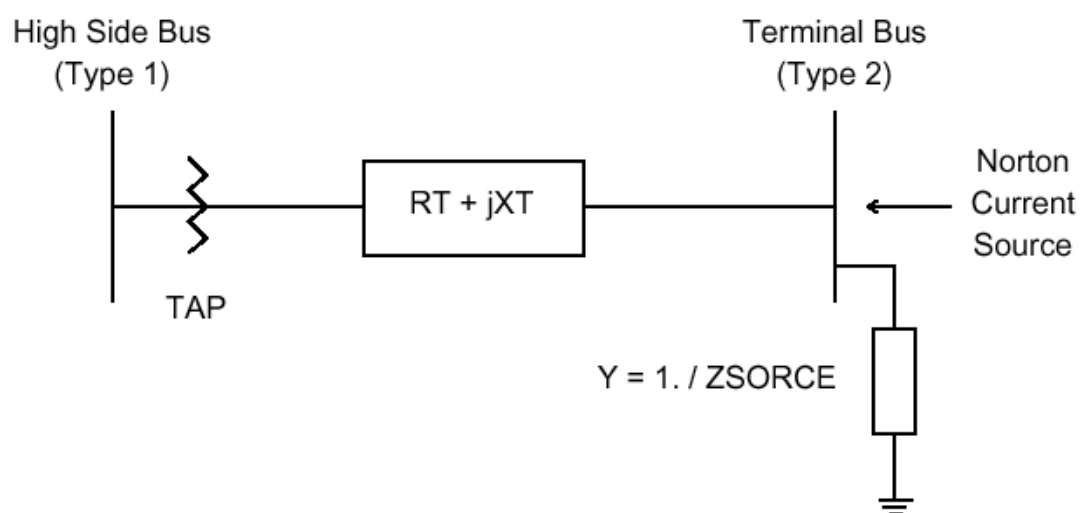 High Side Bus
(Type 1)
Terminal Bus
(Type 2)
RT + jXT
Norton
Current
Source
TAP
Y = 1. / ZSORCE